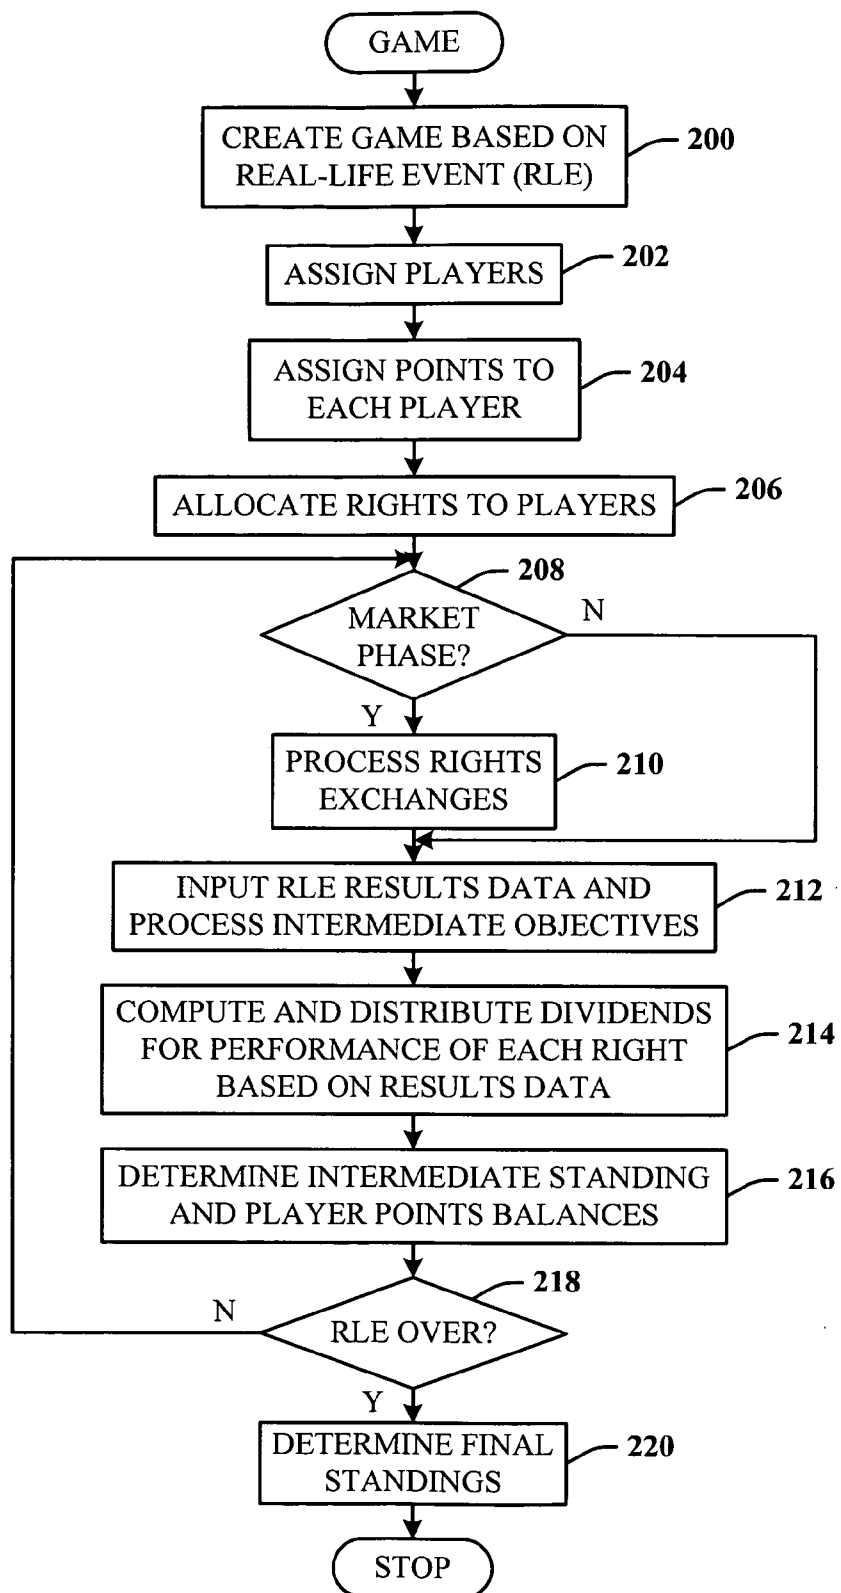 GAME
CREATE GAME BASED ON
REAL-LIFE EVENT (RLE)
200
ASSIGN PLAYERS
202
ASSIGN POINTS TO
EACH PLAYER
204
ALLOCATE RIGHTS TO PLAYERS
206
208
MARKET
PHASE?
N
Y
PROCESS RIGHTS
EXCHANGES
210
INPUT RLE RESULTS DATA AND
PROCESS INTERMEDIATE OBJECTIVES
212
COMPUTE AND DISTRIBUTE DIVIDENDS
FOR PERFORMANCE OF EACH RIGHT
BASED ON RESULTS DATA
214
DETERMINE INTERMEDIATE STANDING
AND PLAYER POINTS BALANCES
216
218
N
RLE OVER?
Y
DETERMINE FINAL
STANDINGS
220
STOP